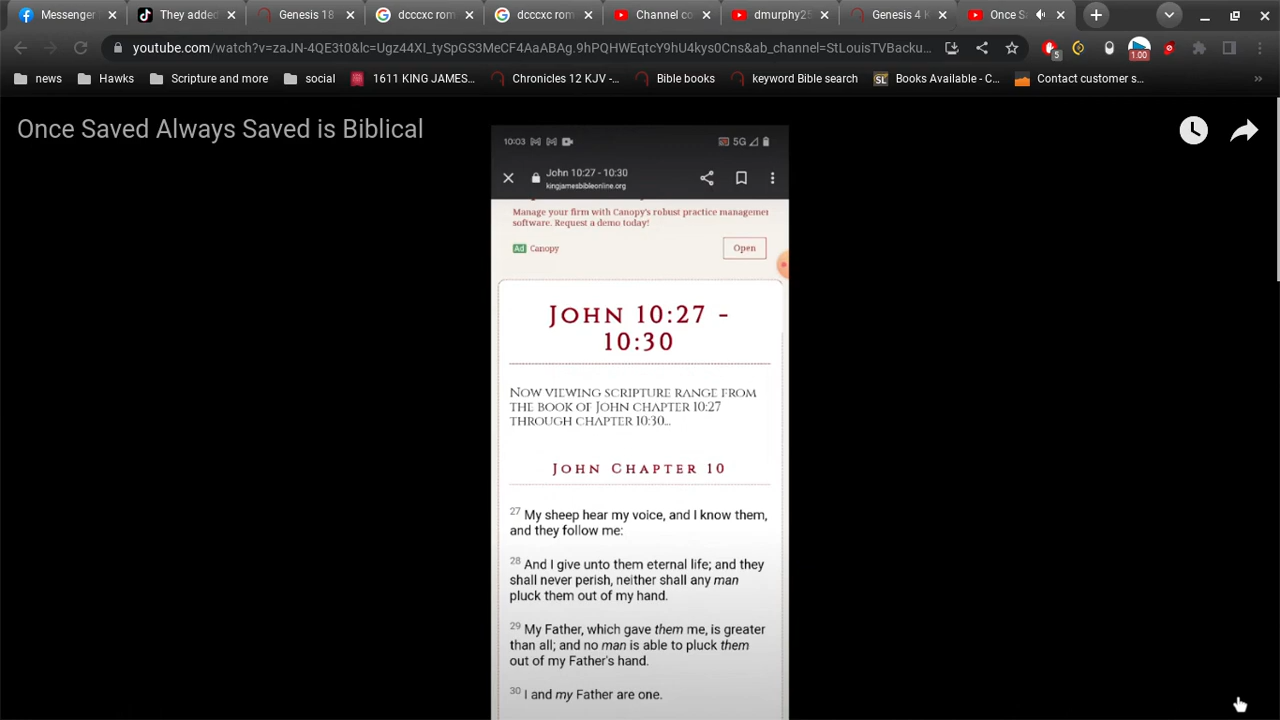 Messenger
They added
Genesis 18
dcccxc rom
dcccxc rom
Channel co
dmurphy25
Genesis 4 K
Once S
youtube.com/watch?v=zaJN-4QE3t0&lc=Ugz44XI_tySpGS3MeCF4AaABAg.9hPQHWEqtcY9hU4kys0Cns&ab_channel=StLouisTVBacku...
5
1.00
news
Hawks
Scripture and more
social
1611 KING JAMES...
Chronicles 12 KJV -...
Bible books
keyword Bible search
SL
Books Available - C...
Contact customer s...
»
Once Saved Always Saved is Biblical
10:03
5G
John 10:27 - 10:30
kingjamesbibleonline.org
Manage your firm with Canopy's robust practice managemer
software. Request a demo today!
Ad Canopy
Open
John 10:27 -
10:30
Now viewing scripture range from
the book of John chapter 10:27
through chapter 10:30...
John Chapter 10
27 My sheep hear my voice, and I know them,
and they follow me:
28 And I give unto them eternal life; and they
shall never perish, neither shall any man
pluck them out of my hand.
29 My Father, which gave them me, is greater
than all; and no man is able to pluck them
out of my Father's hand.
30 I and my Father are one.